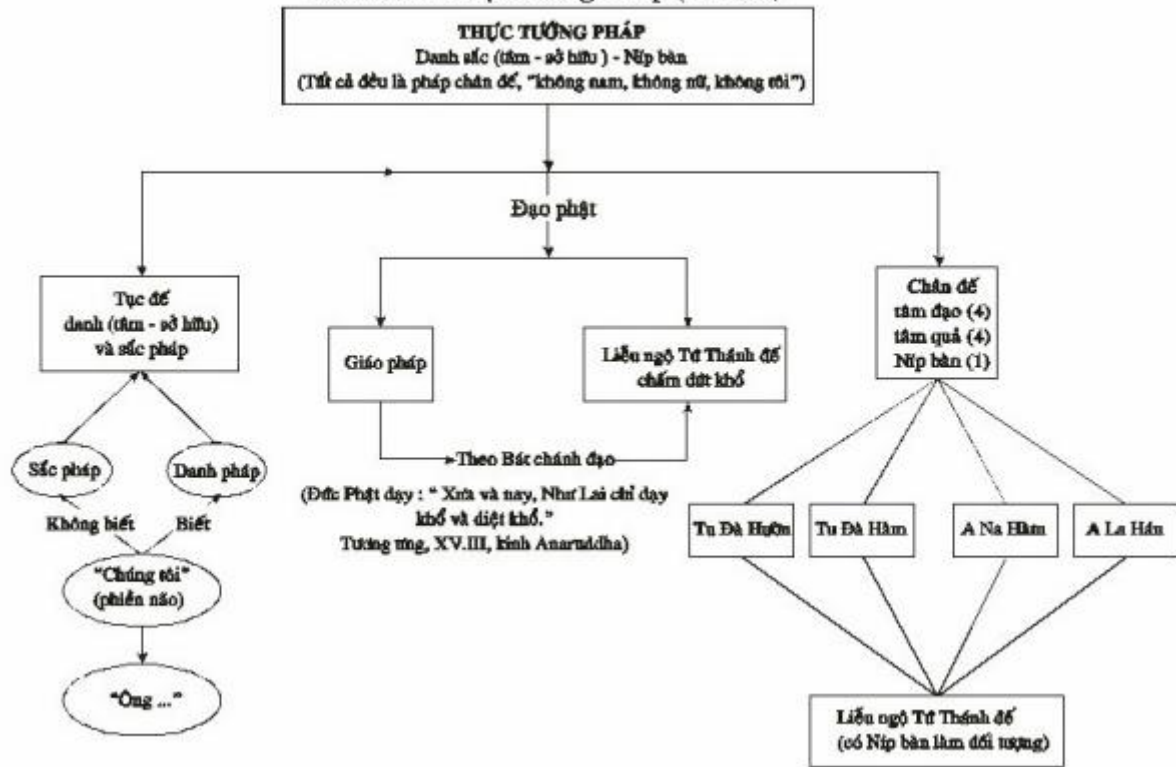 THỰC TƯỚNG PHÁP
Danh sắc (tâm - sở hữu ) - Níp bàn
(Tất cả đều là pháp chân đế, "không nam, không nữ, không tôi")
Đạo phật
Tục đế
danh (tâm - sở hữu)
và sắc pháp
Giáo pháp
Liễu ngộ Tứ Thánh đế
chấm dứt khổ
Chân đế
tâm đạo (4)
tâm quả (4)
Níp bàn (1)
Sắc pháp
Danh pháp
Theo Bát chánh đạo
Không biết
Biết
(Đức Phật dạy : " Xưa và nay, Như Lai chỉ dạy
khổ và diệt khổ."
Tương ưng, XV.III, kinh Anaruddha)
"Chúng tôi"
(phiền não)
"Ông ..."
Tu Đà Hườn
Tu Đà Hàm
A Na Hàm
A La Hán
Liễu ngộ Tứ Thánh đế
(có Níp bàn làm đối tượng)